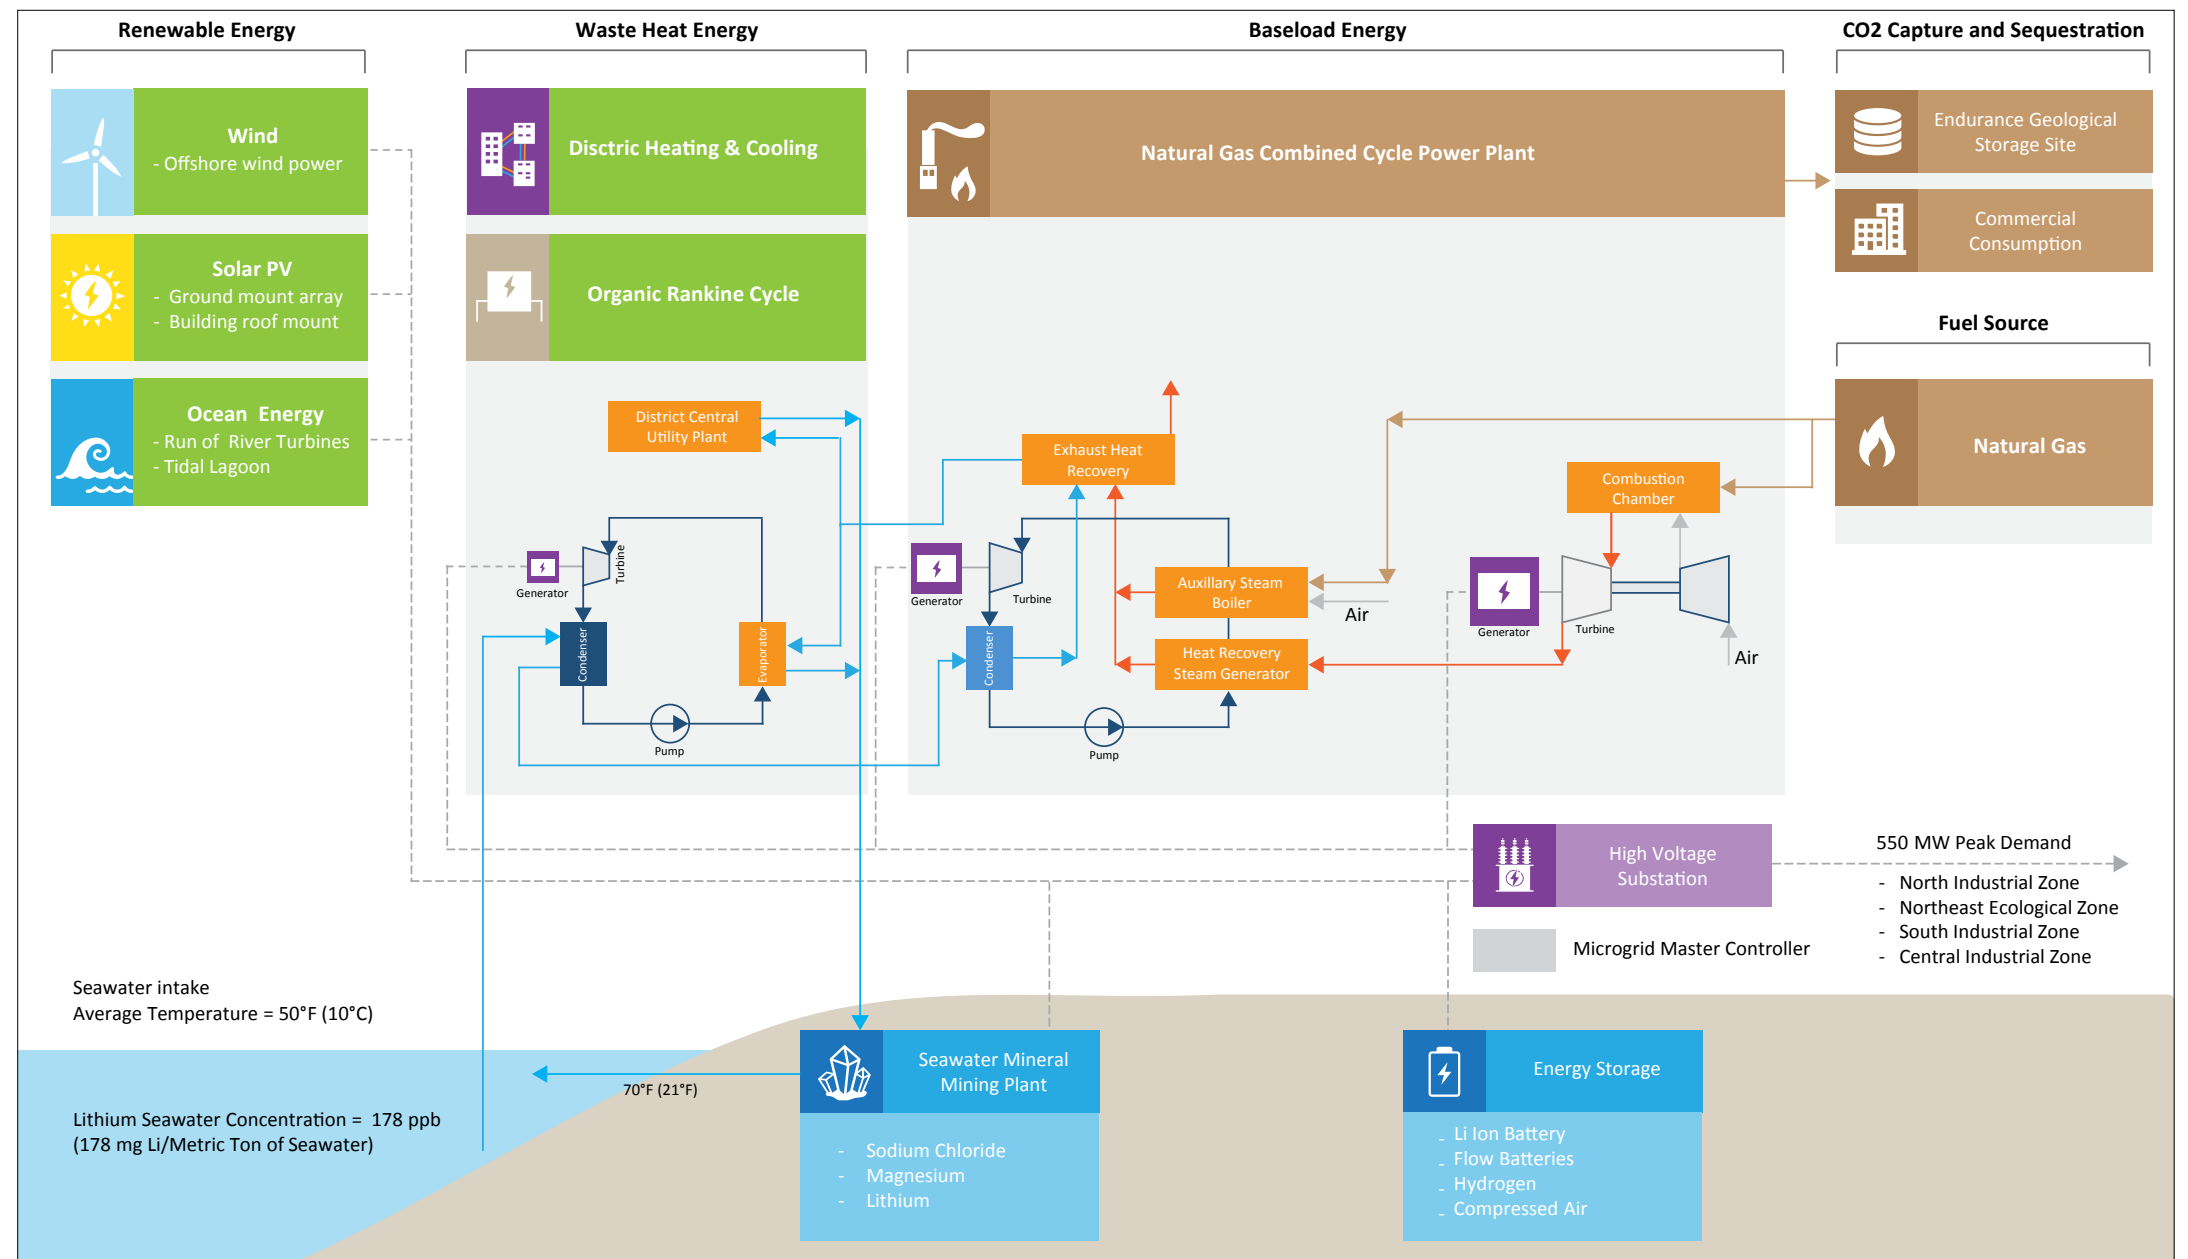 Renewable Energy
Waste Heat Energy
Baseload Energy
CO2 Capture and Sequestration
Wind
- Offshore wind power
Solar PV
- Ground mount array
- Building roof mount
Ocean Energy
- Run of River Turbines
- Tidal Lagoon
Disctric Heating & Cooling
Organic Rankine Cycle
District Central
Utility Plant
Turbine
Generator
Condenser
Evaporator
Pump
Natural Gas Combined Cycle Power Plant
Exhaust Heat
Recovery
Generator
Turbine
Condenser
Auxillary Steam
Boiler
Air
Heat Recovery
Steam Generator
Pump
Combustion
Chamber
Generator
Turbine
Air
Endurance Geological
Storage Site
Commercial
Consumption
Fuel Source
Natural Gas
High Voltage
Substation
Microgrid Master Controller
550 MW Peak Demand
- North Industrial Zone
- Northeast Ecological Zone
- South Industrial Zone
- Central Industrial Zone
Seawater intake
Average Temperature = 50°F (10°C)
70°F (21°F)
Lithium Seawater Concentration = 178 ppb
(178 mg Li/Metric Ton of Seawater)
Seawater Mineral
Mining Plant
- Sodium Chloride
- Magnesium
- Lithium
Energy Storage
- Li Ion Battery
- Flow Batteries
- Hydrogen
- Compressed Air